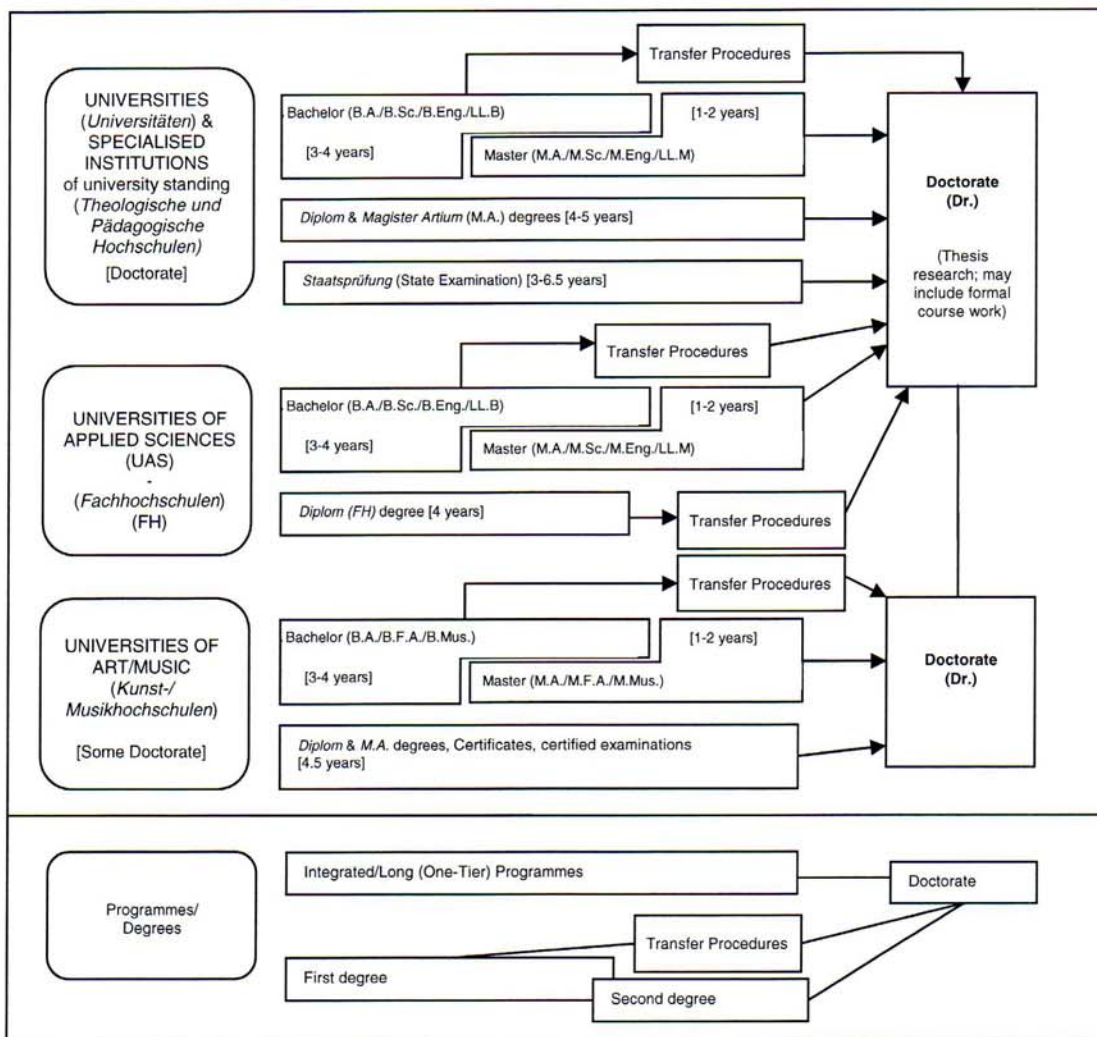 Transfer Procedures
UNIVERSITIES
(Universitäten) &
SPECIALISED
INSTITUTIONS
of university standing
(Theologische und
Pädagogische
Hochschulen)
[Doctorate]
Bachelor (B.A./B.Sc./B.Eng./LL.B)
[3-4 years]
[1-2 years]
Master (M.A./M.Sc./M.Eng./LL.M)
Diplom & Magister Artium (M.A.) degrees [4-5 years]
Staatsprüfung (State Examination) [3-6.5 years]
Doctorate
(Dr.)
(Thesis
research; may
include formal
course work)
Transfer Procedures
UNIVERSITIES OF
APPLIED SCIENCES
(UAS)
-
(Fachhochschulen)
(FH)
Bachelor (B.A./B.Sc./B.Eng./LL.B)
[3-4 years]
[1-2 years]
Master (M.A./M.Sc./M.Eng./LL.M)
Diplom (FH) degree [4 years]
Transfer Procedures
Transfer Procedures
UNIVERSITIES OF
ART/MUSIC
(Kunst-/
Musikhochschulen)
[Some Doctorate]
Bachelor (B.A./B.F.A./B.Mus.)
[3-4 years]
[1-2 years]
Master (M.A./M.F.A./M.Mus.)
Diplom & M.A. degrees, Certificates, certified examinations
[4.5 years]
Doctorate
(Dr.)
Programmes/
Degrees
Integrated/Long (One-Tier) Programmes
Doctorate
Transfer Procedures
First degree
Second degree